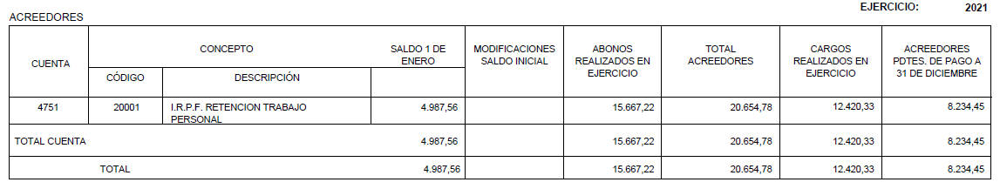 EJERCICIO: 2021
ACREEDORES
CUENTA CONCEPTO SALDO 1 DE ENERO MODIFICACIONES SALDO INICIAL ABONOS REALIZADOS EN EJERCICIO TOTAL ACREEDORES CARGOS REALIZADOS EN EJERCICIO ACREEDORES PDTES. DE PAGO A 31 DE DICIEMBRE
CÓDIGO DESCRIPCIÓN
4751 20001 I.R.P.F. RETENCION TRABAJO PERSONAL 4.987,56 15.667,22 20.654,78 12.420,33 8.234,45
TOTAL CUENTA 4.987,56 15.667,22 20.654,78 12.420,33 8.234,45
TOTAL 4.987,56 15.667,22 20.654,78 12.420,33 8.234,45